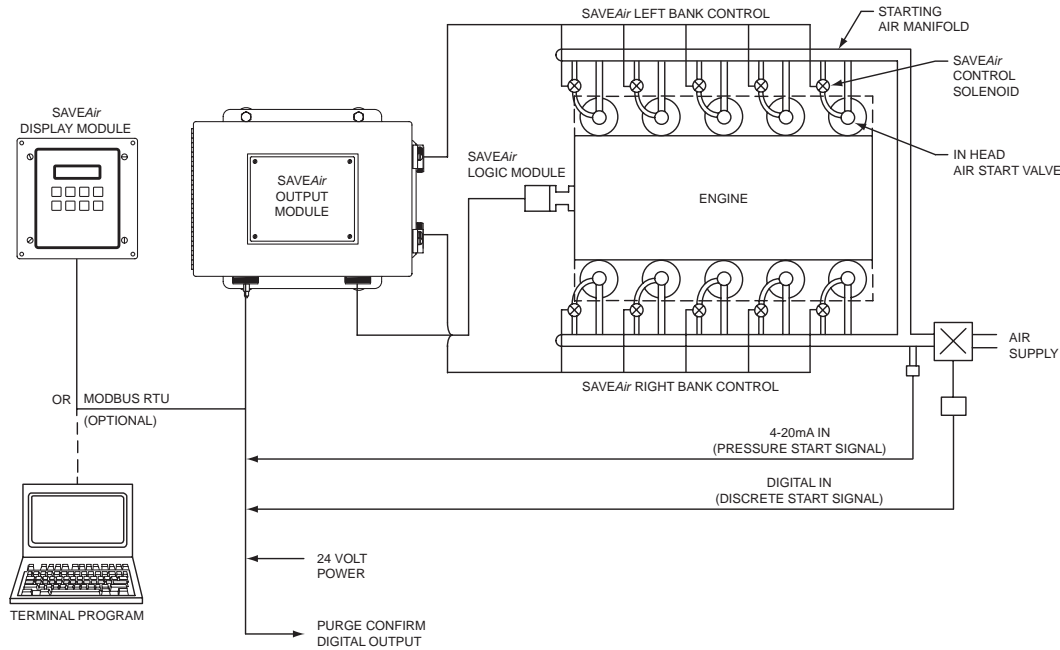 SAVEAir LEFT BANK CONTROL
STARTING
AIR MANIFOLD
SAVEAir
CONTROL
SOLENOID
SAVEAir
DISPLAY MODULE
SAVEAir
OUTPUT
MODULE
SAVEAir
LOGIC MODULE
ENGINE
IN HEAD
AIR START VALVE
AIR
SUPPLY
SAVEAir RIGHT BANK CONTROL
OR
MODBUS RTU
(OPTIONAL)
4-20mA IN
(PRESSURE START SIGNAL)
DIGITAL IN
(DISCRETE START SIGNAL)
24 VOLT
POWER
TERMINAL PROGRAM
PURGE CONFIRM
DIGITAL OUTPUT